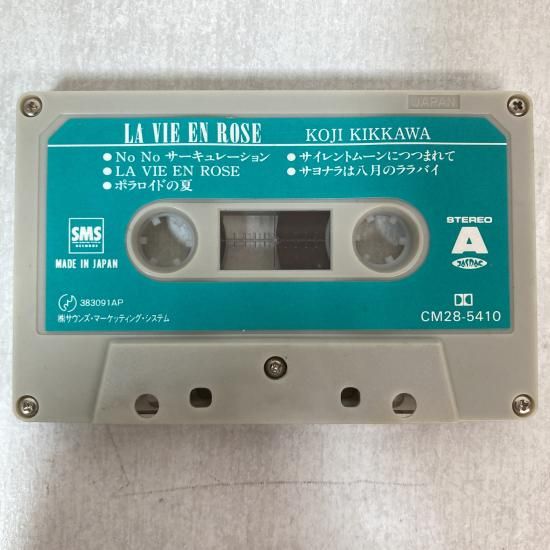 JAPAN
LA VIE EN ROSE KOJI KIKKAWA
●No No サーキュレーション
●LA VIE EN ROSE
●ポラロイドの夏
●サイレントムーンにつつまれて
●サヨナラは八月のララバイ
SMS
RECORDS
MADE IN JAPAN
STEREO
A
JASRAC
383091AP
㈱サウンズ・マーケッティング・システム
CM28-5410